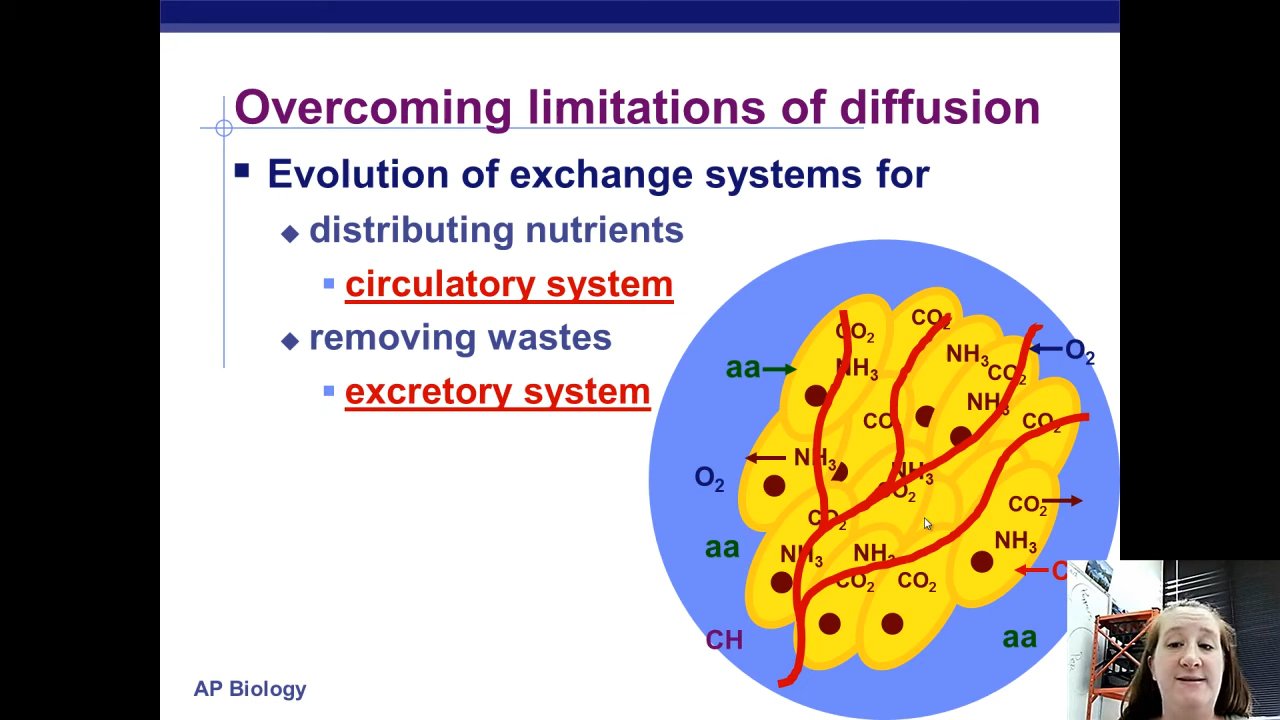 Overcoming limitations of diffusion
Evolution of exchange systems for
distributing nutrients
circulatory system
removing wastes
excretory system
CO2
CO2
NH3
CO2
O2
aa
NH3
NH3
CO
CO2
NH3
O2
NH3
CO2
CO2
CO2
aa
NH3
NH3
NH3
CO2
CO2
C
CH
aa
AP Biology